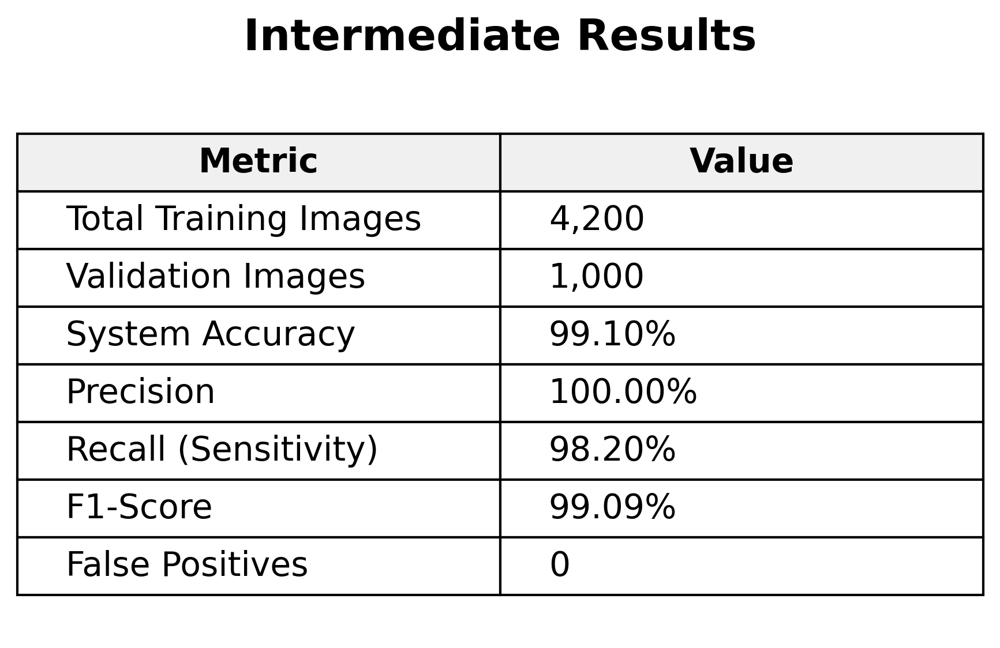 Intermediate Results
Metric Value
Total Training Images 4,200
Validation Images 1,000
System Accuracy 99.10%
Precision 100.00%
Recall (Sensitivity) 98.20%
F1-Score 99.09%
False Positives 0